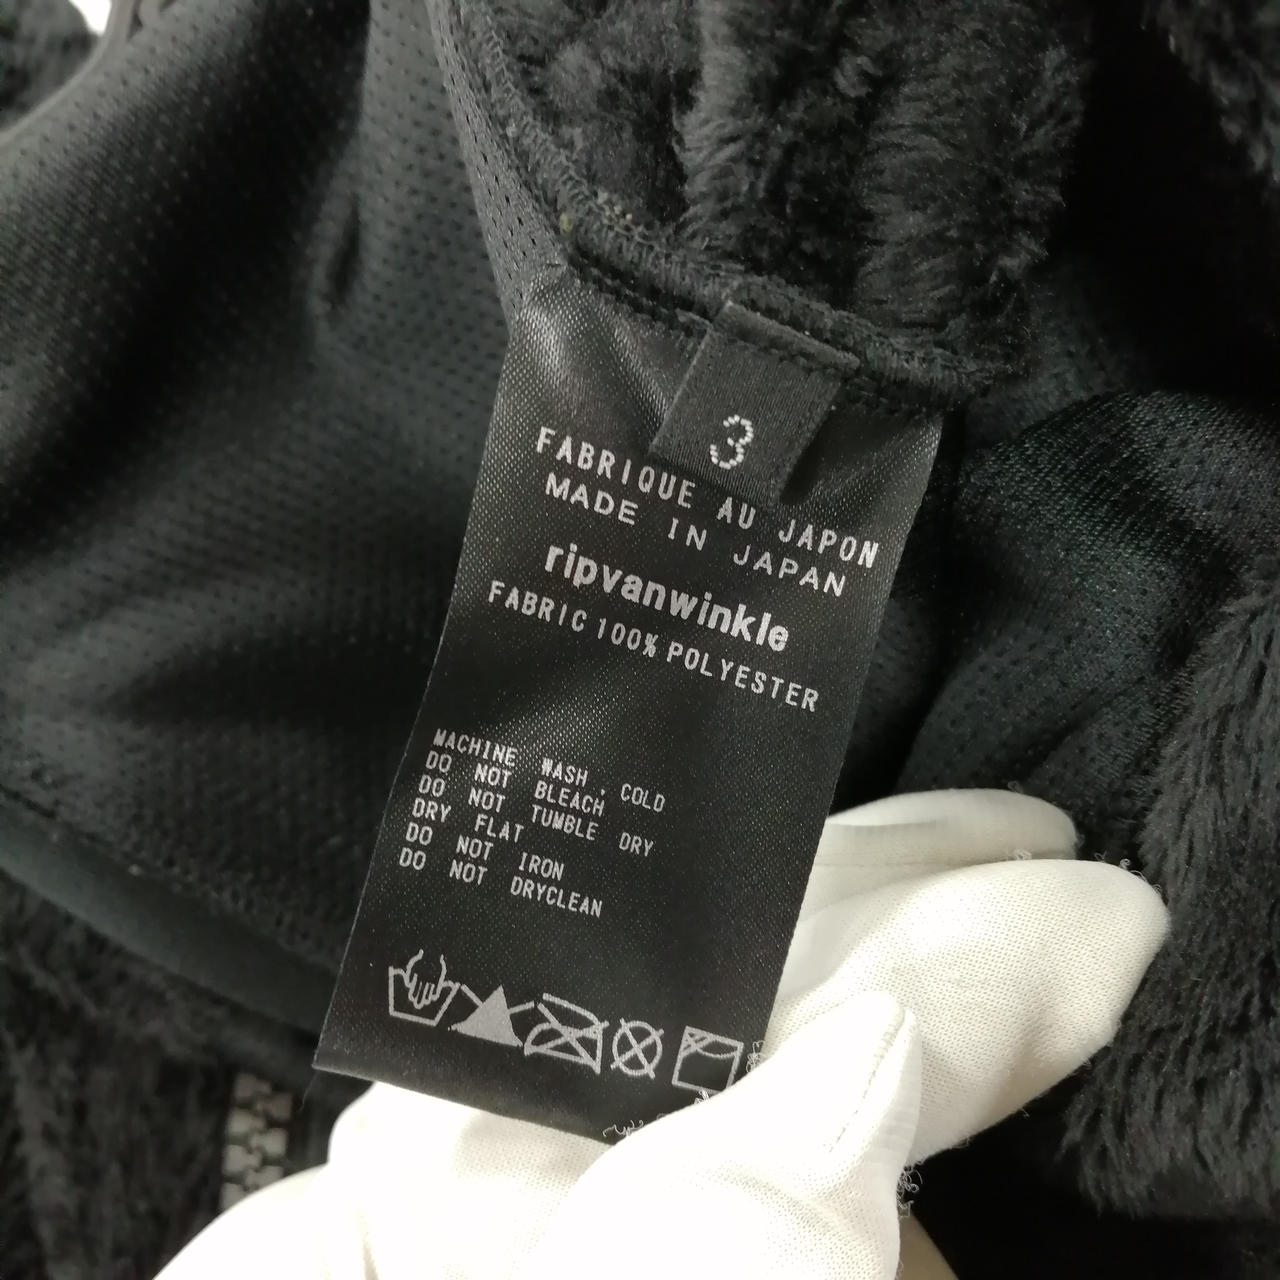 3
FABRIQUE AU JAPON
MADE IN JAPAN
ripvanwinkle
FABRIC 100% POLYESTER
MACHINE WASH, COLD
DO NOT BLEACH
DO NOT TUMBLE DRY
DRY FLAT
DO NOT IRON
DO NOT DRYCLEAN